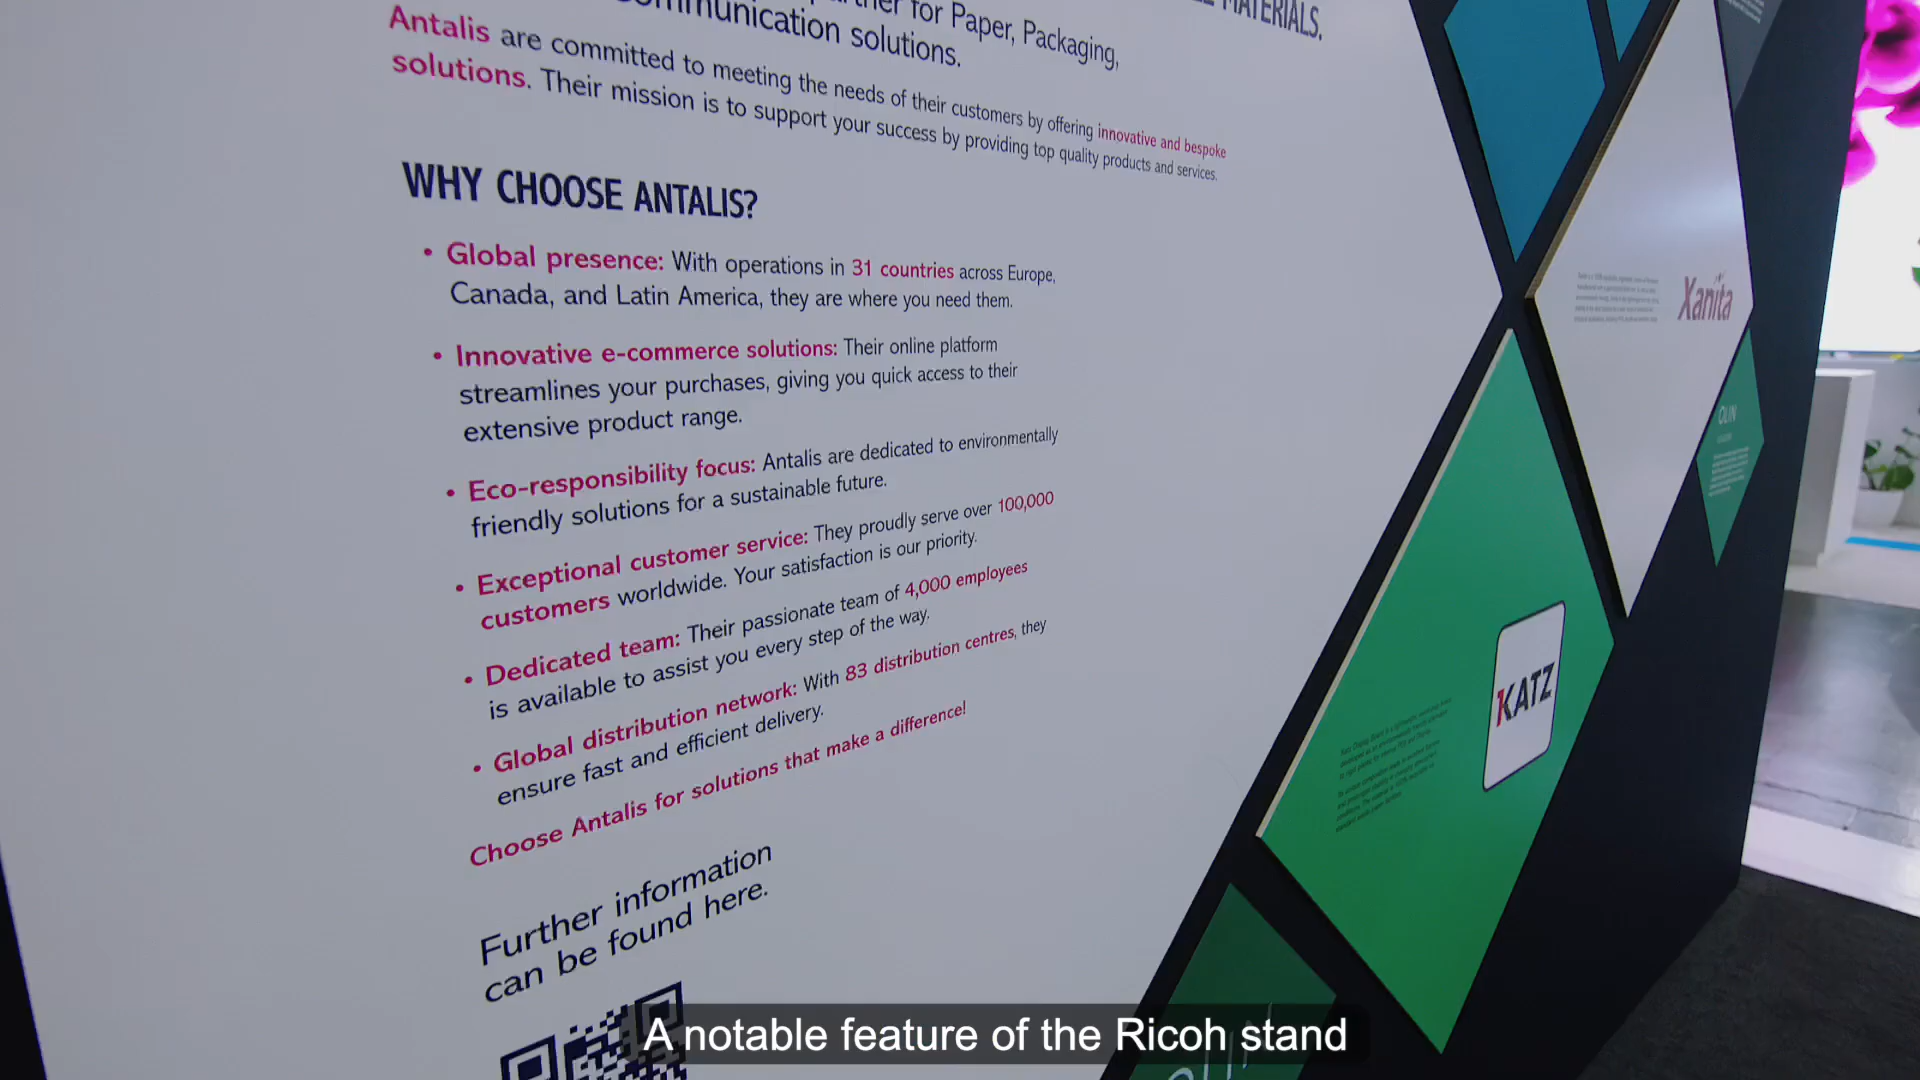 MATERIALS.
for Paper, Packaging,
communication solutions.
Antalis are committed to meeting the needs of their customers by offering innovative and bespoke
solutions. Their mission is to support your success by providing top quality products and services.
WHY CHOOSE ANTALIS?
• Global presence: With operations in 31 countries across Europe,
Canada, and Latin America, they are where you need them.
• Innovative e-commerce solutions: Their online platform
streamlines your purchases, giving you quick access to their
extensive product range.
• Eco-responsibility focus: Antalis are dedicated to environmentally
friendly solutions for a sustainable future.
• Exceptional customer service: They proudly serve over 100,000
customers worldwide. Your satisfaction is our priority.
• Dedicated team: Their passionate team of 4,000 employees
is available to assist you every step of the way.
• Global distribution network: With 83 distribution centres, they
ensure fast and efficient delivery.
Choose Antalis for solutions that make a difference!
Further information
can be found here.
Xanita
OLIN
KATZ
A notable feature of the Ricoh stand